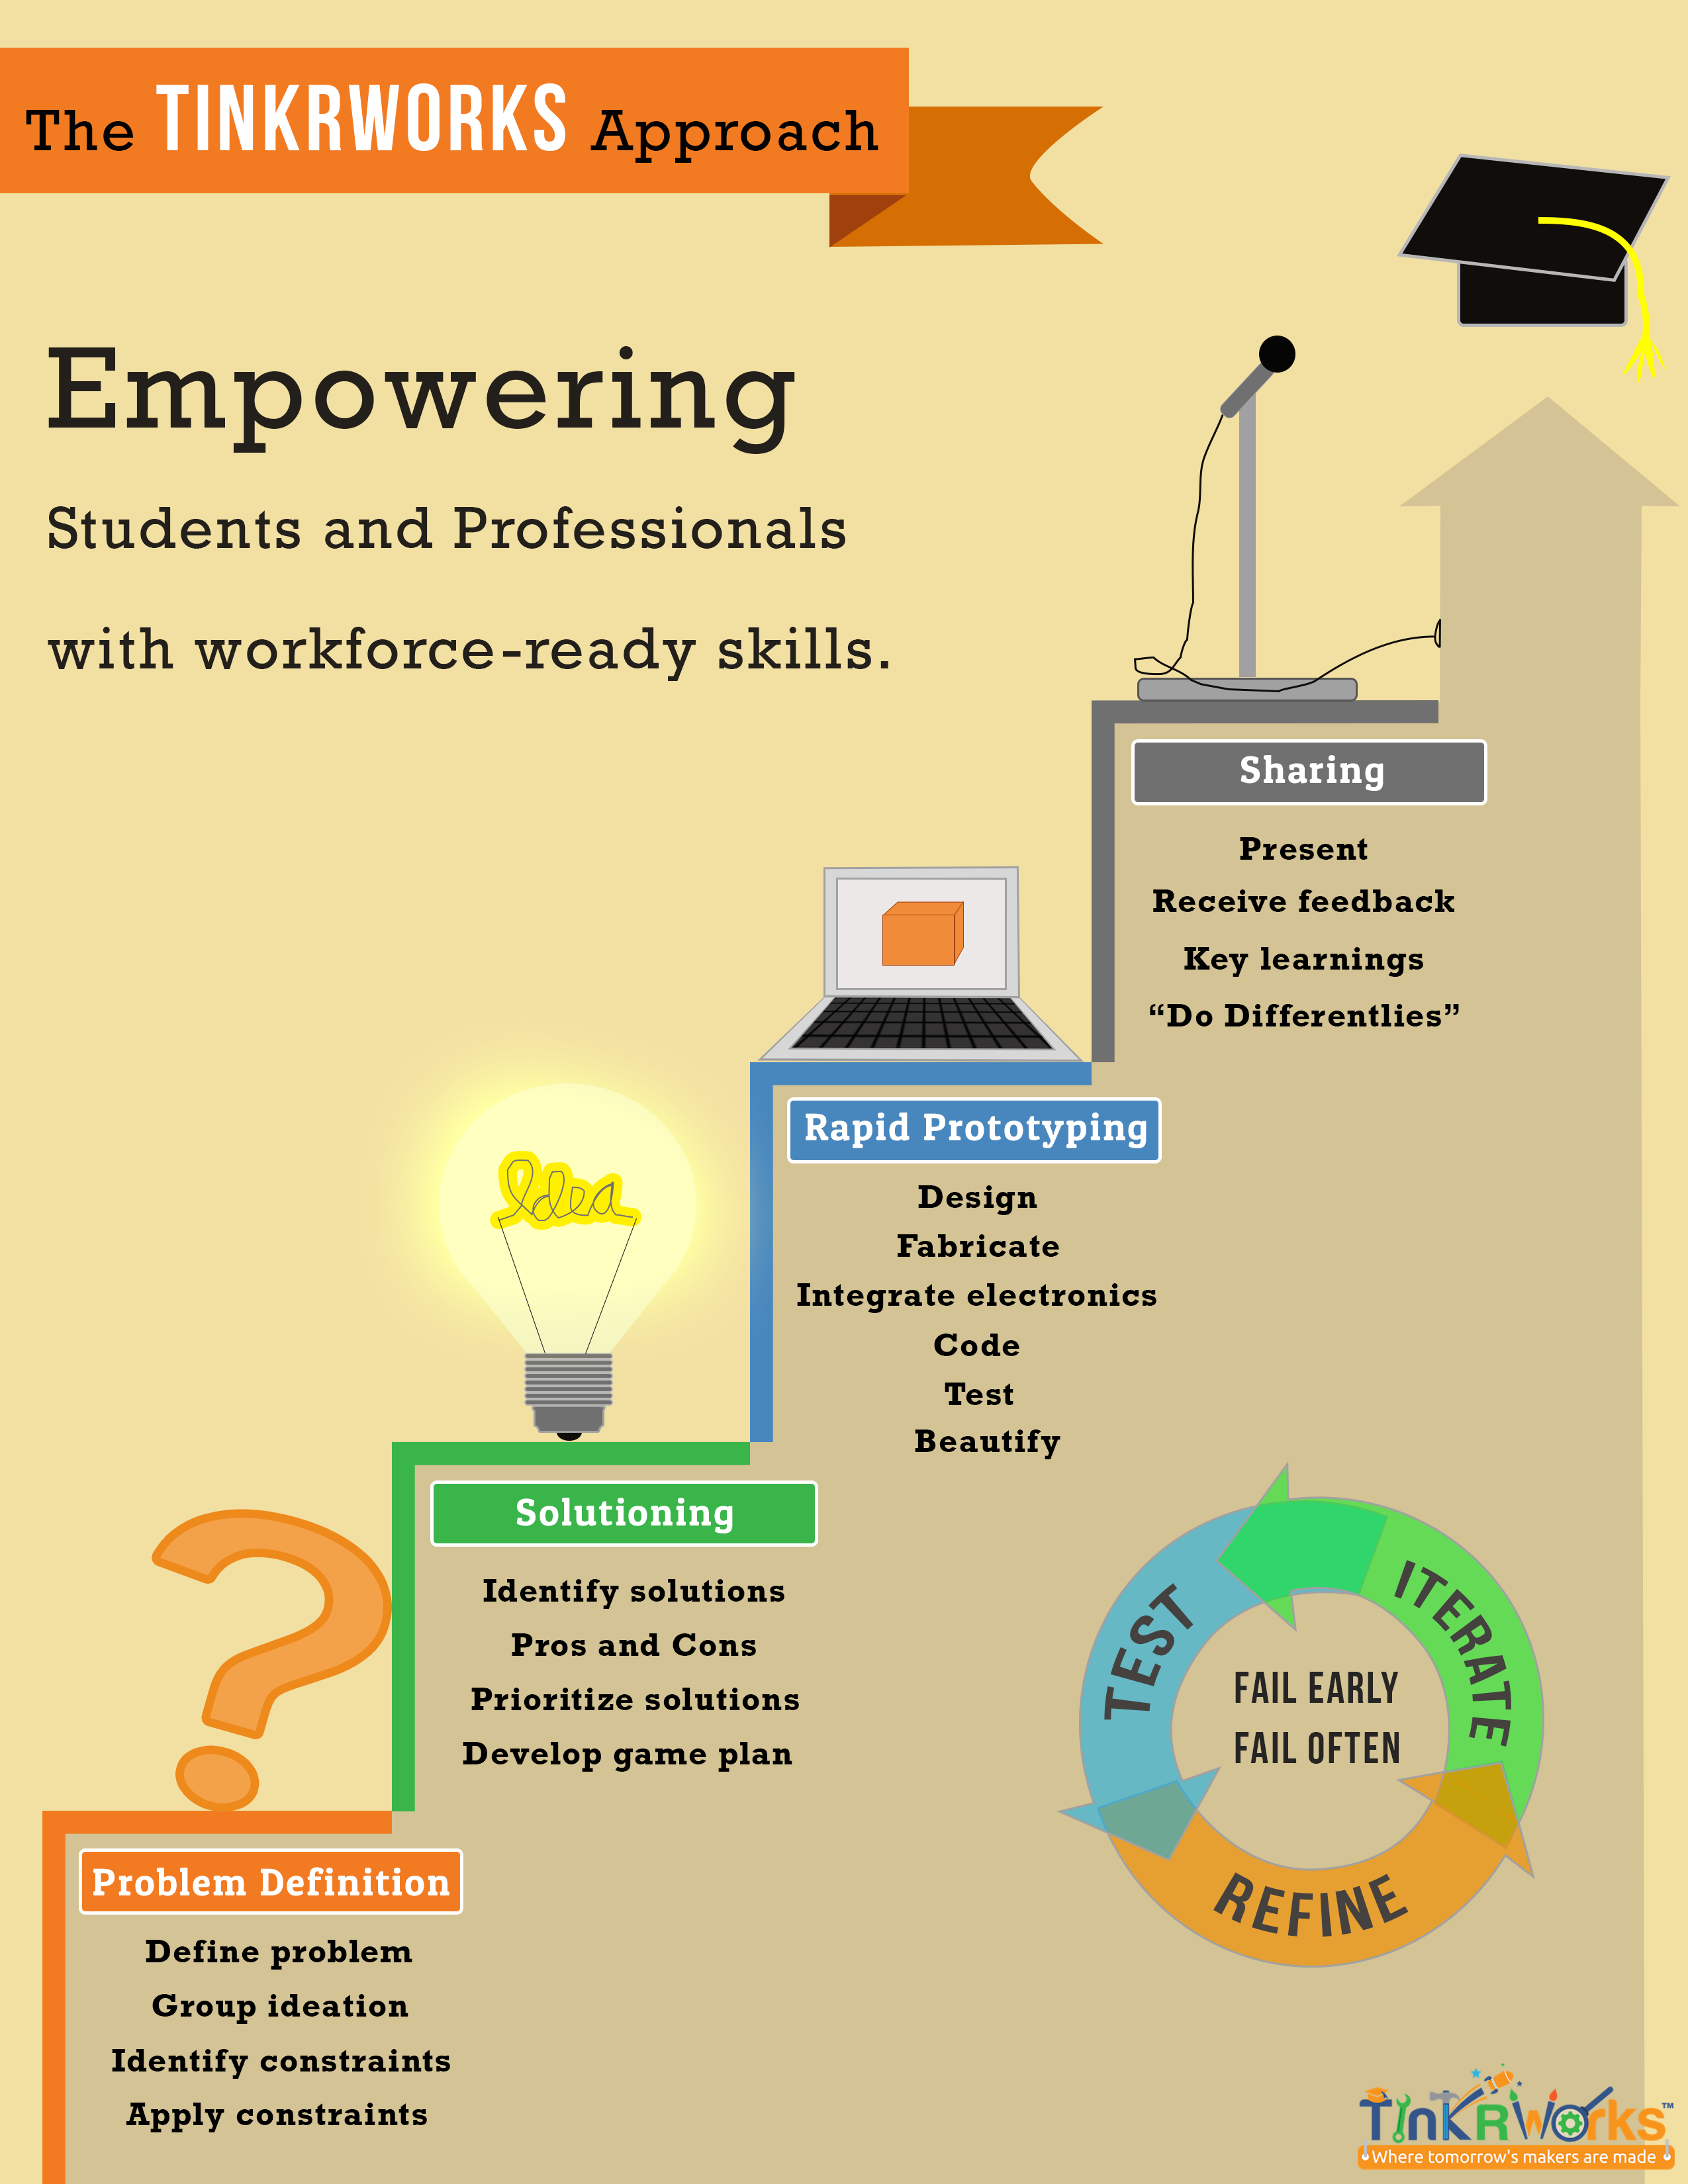 The TINKRWORKS Approach
Empowering
Students and Professionals
with workforce-ready skills.
Sharing
Present
Receive feedback
Key learnings
“Do Differentlies”
Rapid Prototyping
Design
Fabricate
Integrate electronics
Code
Test
Beautify
Idea
Solutioning
Identify solutions
Pros and Cons
Prioritize solutions
Develop game plan
Problem Definition
Define problem
Group ideation
Identify constraints
Apply constraints
TEST
ITERATE
REFINE
FAIL EARLY
FAIL OFTEN
TinkRWorks™
Where tomorrow's makers are made